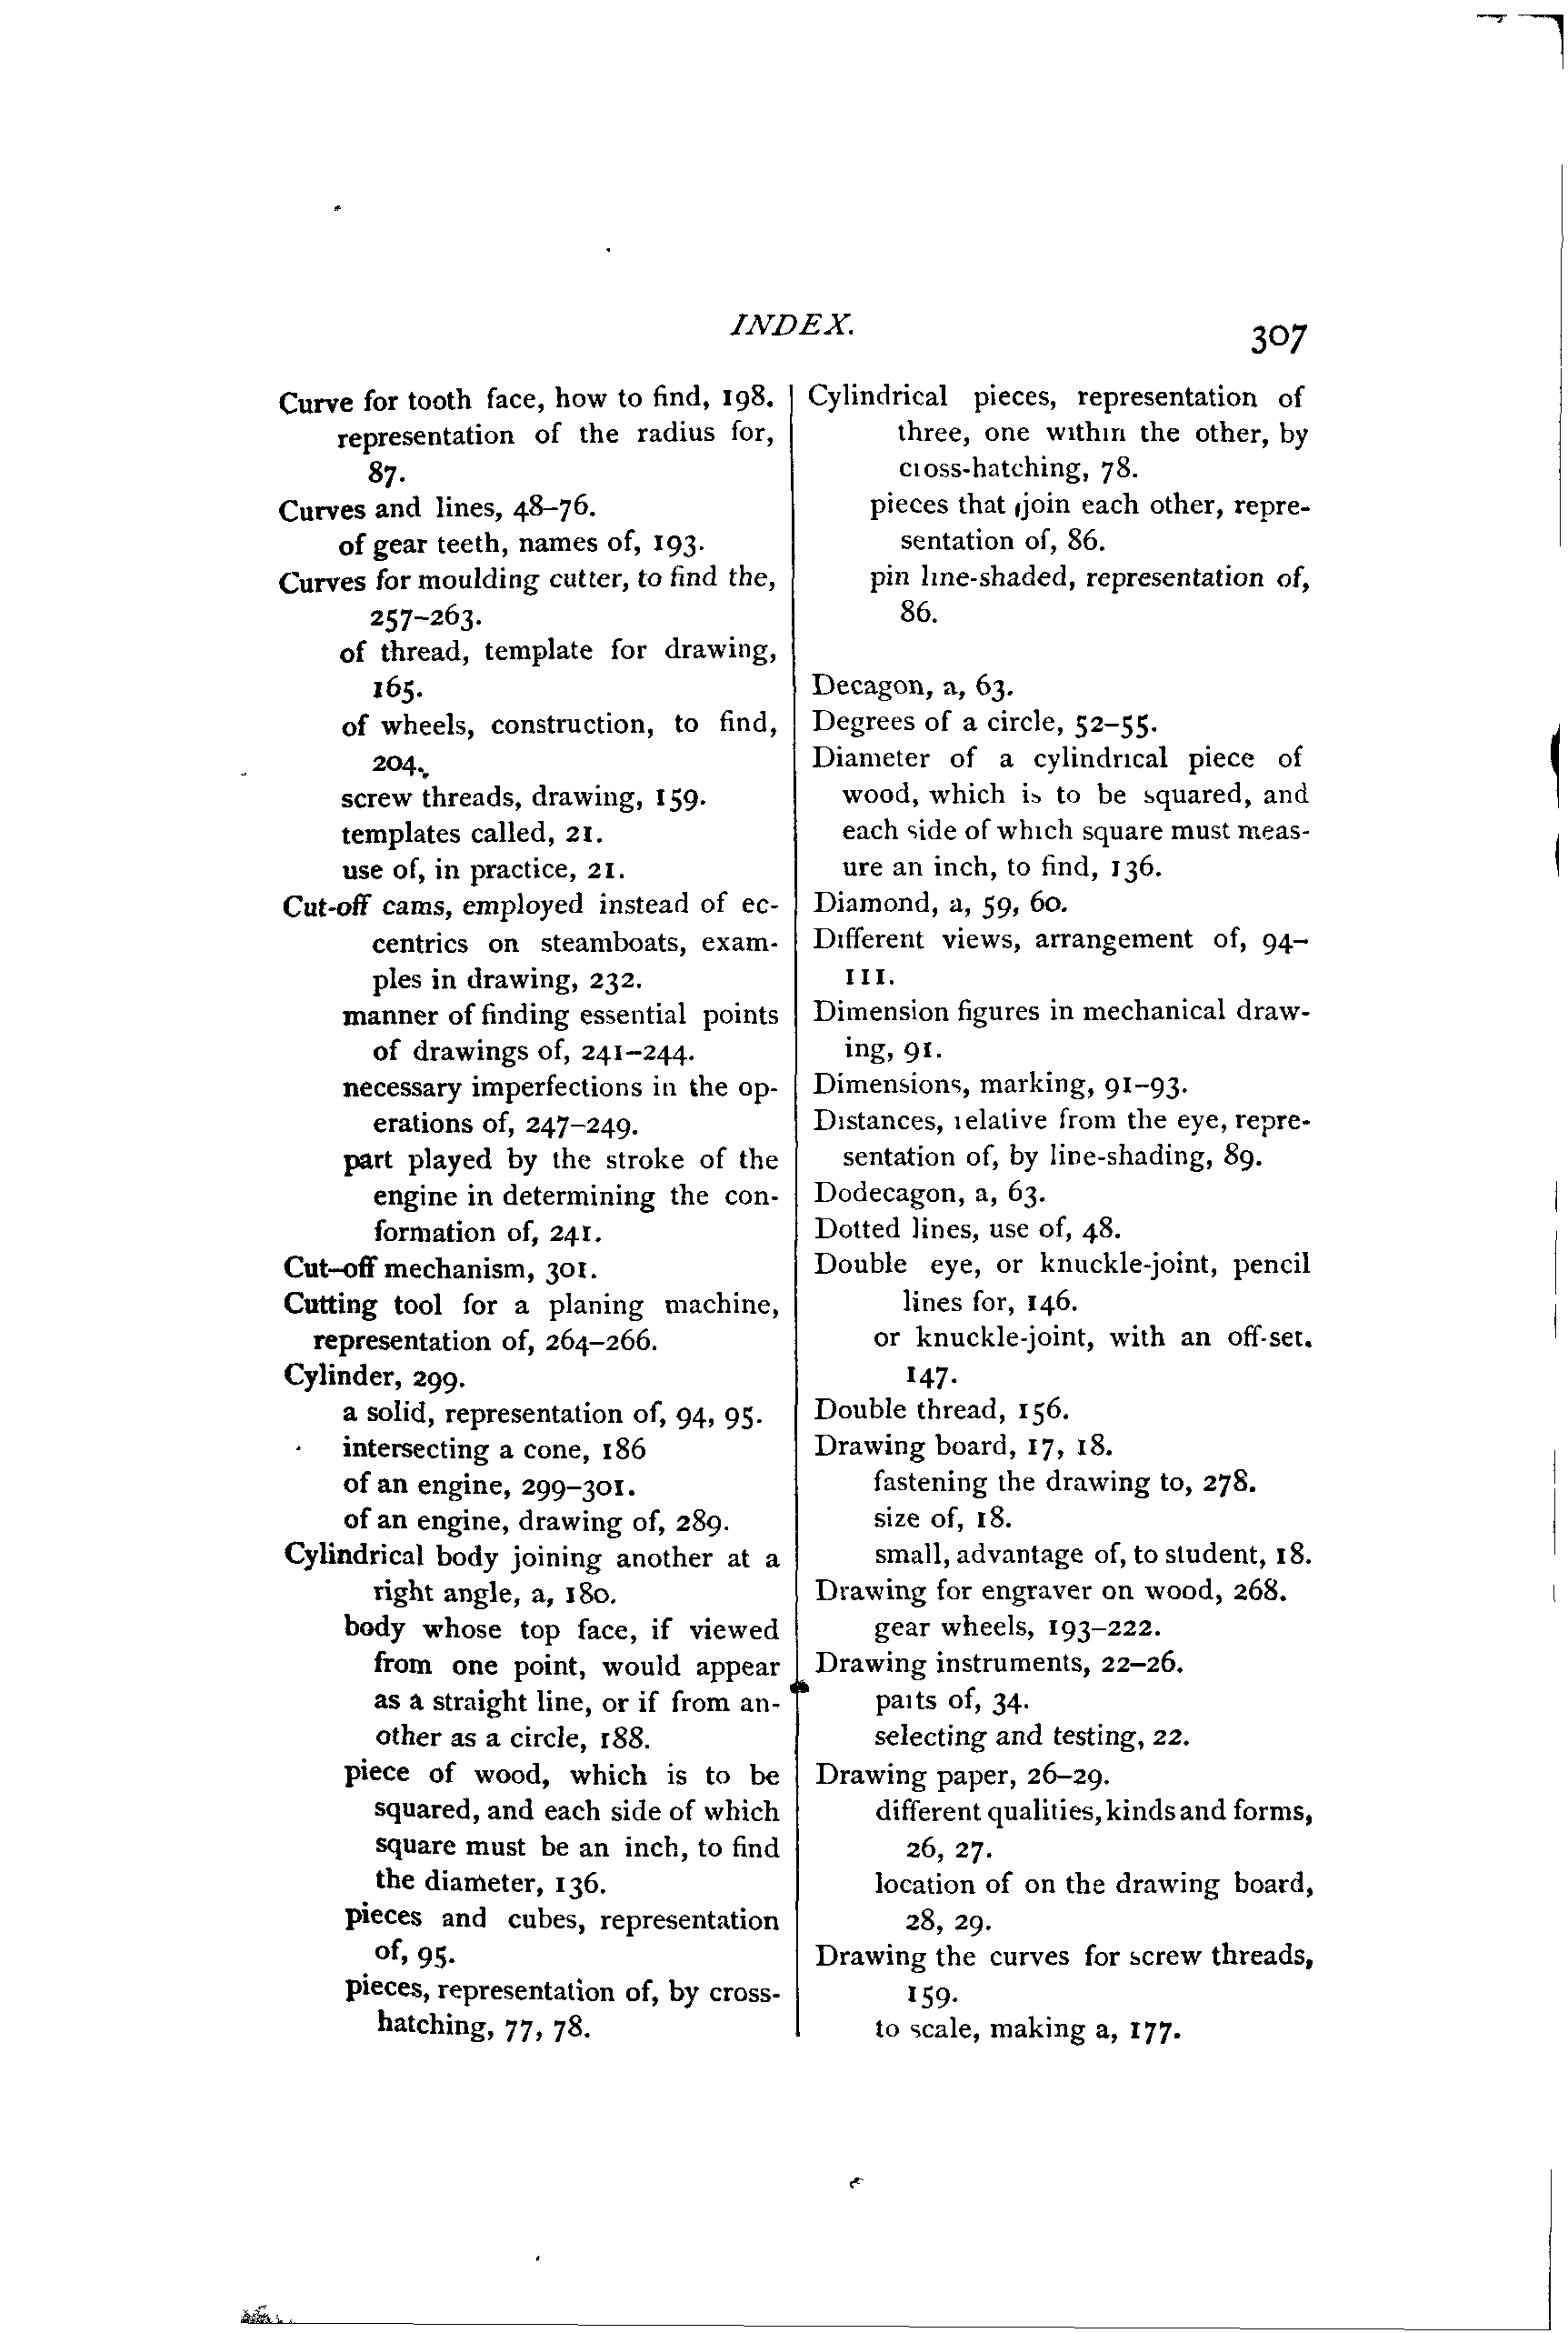 INDEX.
307
Curve for tooth face, how to find, 198.
representation of the radius for,
87.
Curves and lines, 48–76.
of gear teeth, names of, 193.
Curves for moulding cutter, to find the,
257–263.
of thread, template for drawing,
165.
of wheels, construction, to find,
204.
screw threads, drawing, 159.
templates called, 21.
use of, in practice, 21.
Cut-off cams, employed instead of ec-
centrics on steamboats, exam-
ples in drawing, 232.
manner of finding essential points
of drawings of, 241–244.
necessary imperfections in the op-
erations of, 247–249.
part played by the stroke of the
engine in determining the con-
formation of, 241.
Cut-off mechanism, 301.
Cutting tool for a planing machine,
representation of, 264–266.
Cylinder, 299.
a solid, representation of, 94, 95.
intersecting a cone, 186
of an engine, 299–301.
of an engine, drawing of, 289.
Cylindrical body joining another at a
right angle, a, 180.
body whose top face, if viewed
from one point, would appear
as a straight line, or if from an-
other as a circle, 188.
piece of wood, which is to be
squared, and each side of which
square must be an inch, to find
the diameter, 136.
pieces and cubes, representation
of, 95.
pieces, representation of, by cross-
hatching, 77, 78.
Cylindrical pieces, representation of
three, one within the other, by
cross-hatching, 78.
pieces that join each other, repre-
sentation of, 86.
pin line-shaded, representation of,
86.
Decagon, a, 63.
Degrees of a circle, 52–55.
Diameter of a cylindrical piece of
wood, which is to be squared, and
each side of which square must meas-
ure an inch, to find, 136.
Diamond, a, 59, 60.
Different views, arrangement of, 94–
111.
Dimension figures in mechanical draw-
ing, 91.
Dimensions, marking, 91–93.
Distances, relative from the eye, repre-
sentation of, by line-shading, 89.
Dodecagon, a, 63.
Dotted lines, use of, 48.
Double eye, or knuckle-joint, pencil
lines for, 146.
or knuckle-joint, with an off-set.
147.
Double thread, 156.
Drawing board, 17, 18.
fastening the drawing to, 278.
size of, 18.
small, advantage of, to student, 18.
Drawing for engraver on wood, 268.
gear wheels, 193–222.
Drawing instruments, 22–26.
parts of, 34.
selecting and testing, 22.
Drawing paper, 26–29.
different qualities, kinds and forms,
26, 27.
location of on the drawing board,
28, 29.
Drawing the curves for screw threads,
159.
to scale, making a, 177.